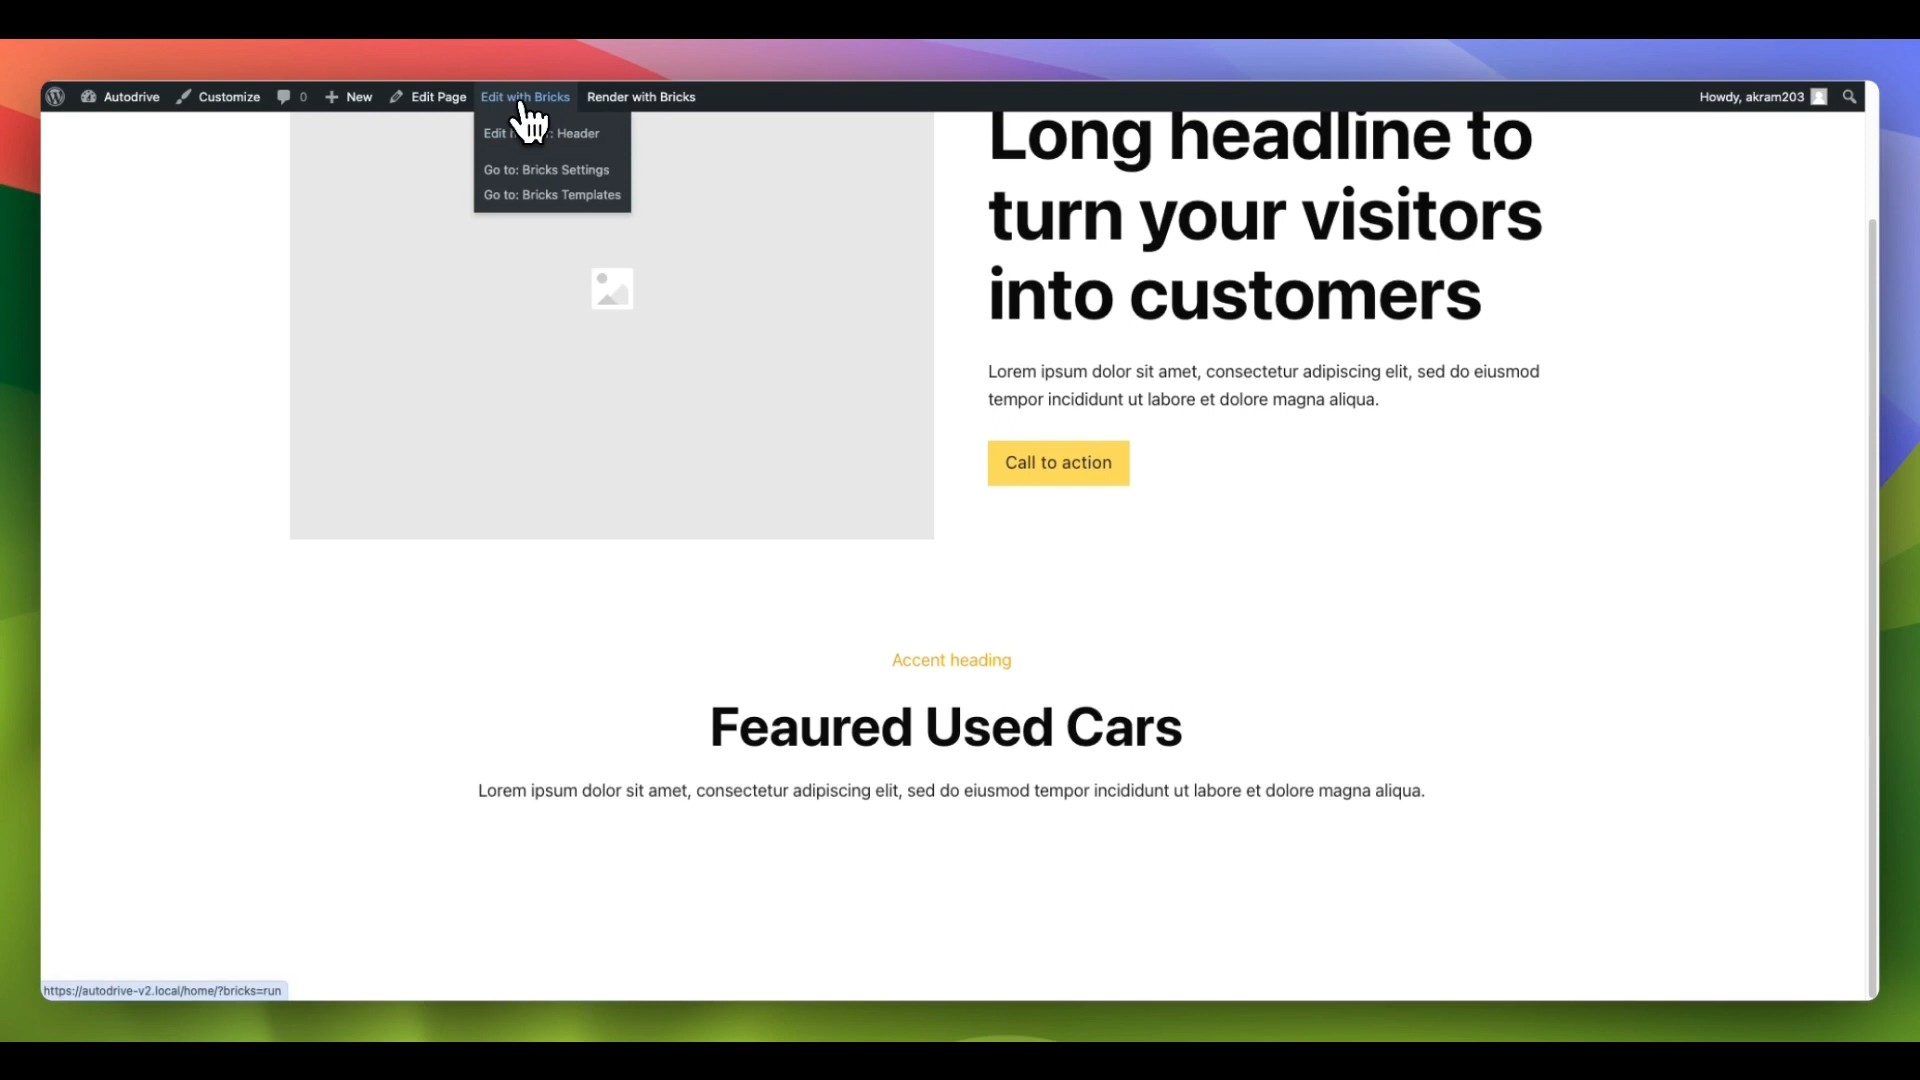 Autodrive Customize 0 New Edit Page Edit with Bricks Render with Bricks Howdy, akram203
Edit : Header
Go to: Bricks Settings
Go to: Bricks Templates
Long headline to
turn your visitors
into customers
Lorem ipsum dolor sit amet, consectetur adipiscing elit, sed do eiusmod
tempor incididunt ut labore et dolore magna aliqua.
Call to action
Accent heading
Feaured Used Cars
Lorem ipsum dolor sit amet, consectetur adipiscing elit, sed do eiusmod tempor incididunt ut labore et dolore magna aliqua.
https://autodrive-v2.local/home/?bricks=run